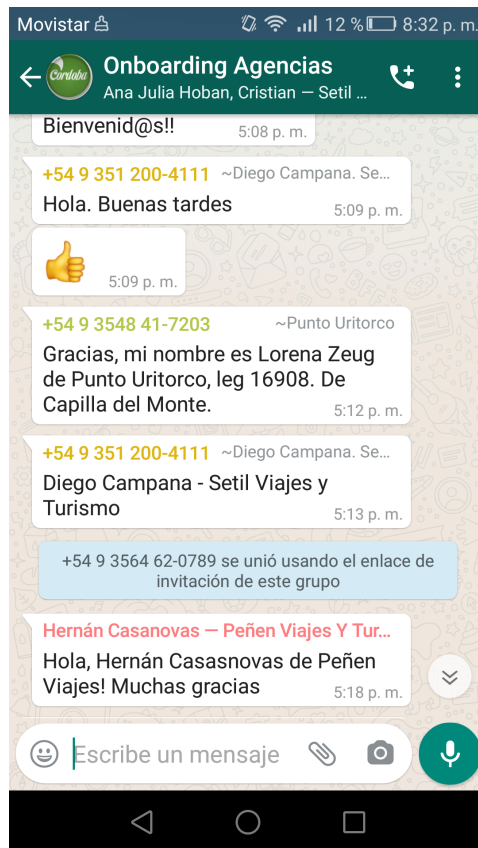 Movistar 12 % 8:32 p. m.
Córdoba
Onboarding Agencias
Ana Julia Hoban, Cristian — Setil ...
Bienvenid@s!! 5:08 p. m.
+54 9 351 200-4111 ~Diego Campana. Se...
Hola. Buenas tardes 5:09 p. m.
5:09 p. m.
+54 9 3548 41-7203 ~Punto Uritorco
Gracias, mi nombre es Lorena Zeug
de Punto Uritorco, leg 16908. De
Capilla del Monte. 5:12 p. m.
+54 9 351 200-4111 ~Diego Campana. Se...
Diego Campana - Setil Viajes y
Turismo 5:13 p. m.
+54 9 3564 62-0789 se unió usando el enlace de
invitación de este grupo
Hernán Casanovas — Peñen Viajes Y Tur...
Hola, Hernán Casasnovas de Peñen
Viajes! Muchas gracias 5:18 p. m.
Escribe un mensaje